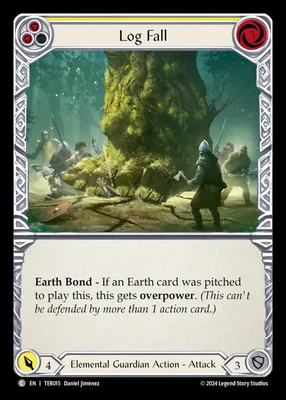 3
Log Fall
Earth Bond - If an Earth card was pitched
to play this, this gets overpower. (This can't
be defended by more than 1 action card.)
4
Elemental Guardian Action - Attack
3
C EN | TER015 Daniel Jiménez
© 2024 Legend Story Studios